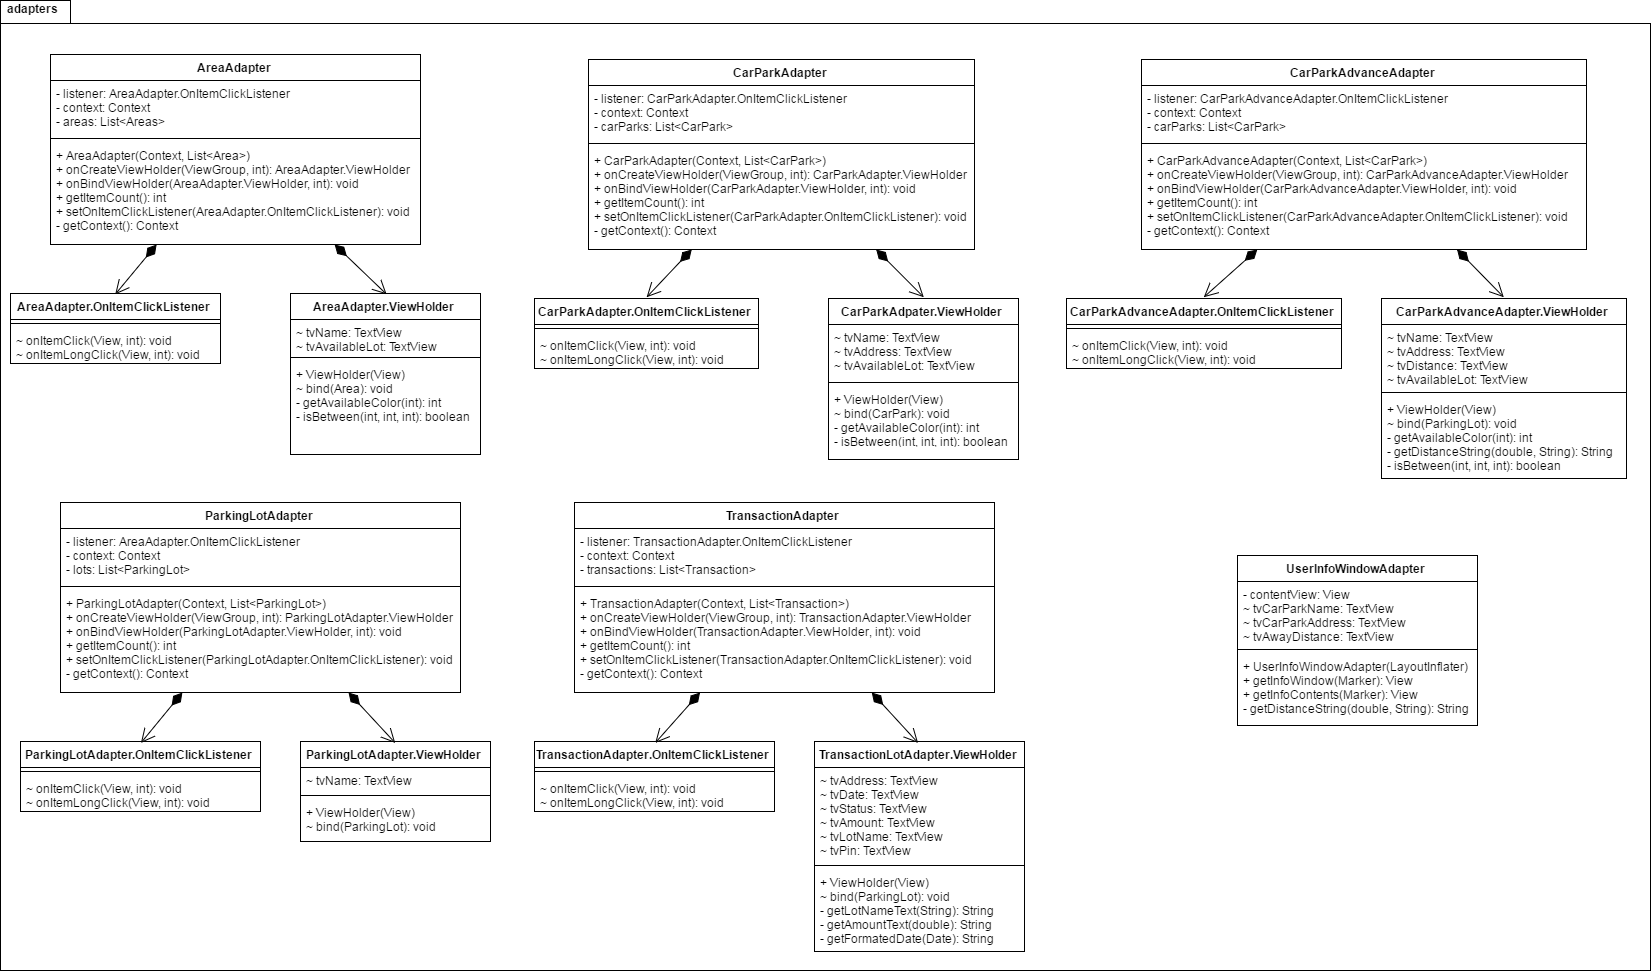 adapters
AreaAdapter
- listener: AreaAdapter.OnItemClickListener
- context: Context
- areas: List<Areas>
+ AreaAdapter(Context, List<Area>)
+ onCreateViewHolder(ViewGroup, int): AreaAdapter.ViewHolder
+ onBindViewHolder(AreaAdapter.ViewHolder, int): void
+ getItemCount(): int
+ setOnItemClickListener(AreaAdapter.OnItemClickListener): void
- getContext(): Context
AreaAdapter.OnItemClickListener
~ onItemClick(View, int): void
~ onItemLongClick(View, int): void
AreaAdapter.ViewHolder
~ tvName: TextView
~ tvAvailableLot: TextView
+ ViewHolder(View)
~ bind(Area): void
- getAvailableColor(int): int
- isBetween(int, int, int): boolean
CarParkAdapter
- listener: CarParkAdapter.OnItemClickListener
- context: Context
- carParks: List<CarPark>
+ CarParkAdapter(Context, List<CarPark>)
+ onCreateViewHolder(ViewGroup, int): CarParkAdapter.ViewHolder
+ onBindViewHolder(CarParkAdapter.ViewHolder, int): void
+ getItemCount(): int
+ setOnItemClickListener(CarParkAdapter.OnItemClickListener): void
- getContext(): Context
CarParkAdapter.OnItemClickListener
~ onItemClick(View, int): void
~ onItemLongClick(View, int): void
CarParkAdpater.ViewHolder
~ tvName: TextView
~ tvAddress: TextView
~ tvAvailableLot: TextView
+ ViewHolder(View)
~ bind(CarPark): void
- getAvailableColor(int): int
- isBetween(int, int, int): boolean
CarParkAdvanceAdapter
- listener: CarParkAdvanceAdapter.OnItemClickListener
- context: Context
- carParks: List<CarPark>
+ CarParkAdvanceAdapter(Context, List<CarPark>)
+ onCreateViewHolder(ViewGroup, int): CarParkAdvanceAdapter.ViewHolder
+ onBindViewHolder(CarParkAdvanceAdapter.ViewHolder, int): void
+ getItemCount(): int
+ setOnItemClickListener(CarParkAdvanceAdapter.OnItemClickListener): void
- getContext(): Context
CarParkAdvanceAdapter.OnItemClickListener
~ onItemClick(View, int): void
~ onItemLongClick(View, int): void
CarParkAdvanceAdapter.ViewHolder
~ tvName: TextView
~ tvAddress: TextView
~ tvDistance: TextView
~ tvAvailableLot: TextView
+ ViewHolder(View)
~ bind(ParkingLot): void
- getAvailableColor(int): int
- getDistanceString(double, String): String
- isBetween(int, int, int): boolean
ParkingLotAdapter
- listener: AreaAdapter.OnItemClickListener
- context: Context
- lots: List<ParkingLot>
+ ParkingLotAdapter(Context, List<ParkingLot>)
+ onCreateViewHolder(ViewGroup, int): ParkingLotAdapter.ViewHolder
+ onBindViewHolder(ParkingLotAdapter.ViewHolder, int): void
+ getItemCount(): int
+ setOnItemClickListener(ParkingLotAdapter.OnItemClickListener): void
- getContext(): Context
ParkingLotAdapter.OnItemClickListener
~ onItemClick(View, int): void
~ onItemLongClick(View, int): void
ParkingLotAdapter.ViewHolder
~ tvName: TextView
+ ViewHolder(View)
~ bind(ParkingLot): void
TransactionAdapter
- listener: TransactionAdapter.OnItemClickListener
- context: Context
- transactions: List<Transaction>
+ TransactionAdapter(Context, List<Transaction>)
+ onCreateViewHolder(ViewGroup, int): TransactionAdapter.ViewHolder
+ onBindViewHolder(TransactionAdapter.ViewHolder, int): void
+ getItemCount(): int
+ setOnItemClickListener(TransactionAdapter.OnItemClickListener): void
- getContext(): Context
TransactionAdapter.OnItemClickListener
~ onItemClick(View, int): void
~ onItemLongClick(View, int): void
TransactionLotAdapter.ViewHolder
~ tvAddress: TextView
~ tvDate: TextView
~ tvStatus: TextView
~ tvAmount: TextView
~ tvLotName: TextView
~ tvPin: TextView
+ ViewHolder(View)
~ bind(ParkingLot): void
- getLotNameText(String): String
- getAmountText(double): String
- getFormatedDate(Date): String
UserInfoWindowAdapter
- contentView: View
~ tvCarParkName: TextView
~ tvCarParkAddress: TextView
~ tvAwayDistance: TextView
+ UserInfoWindowAdapter(LayoutInflater)
+ getInfoWindow(Marker): View
+ getInfoContents(Marker): View
- getDistanceString(double, String): String